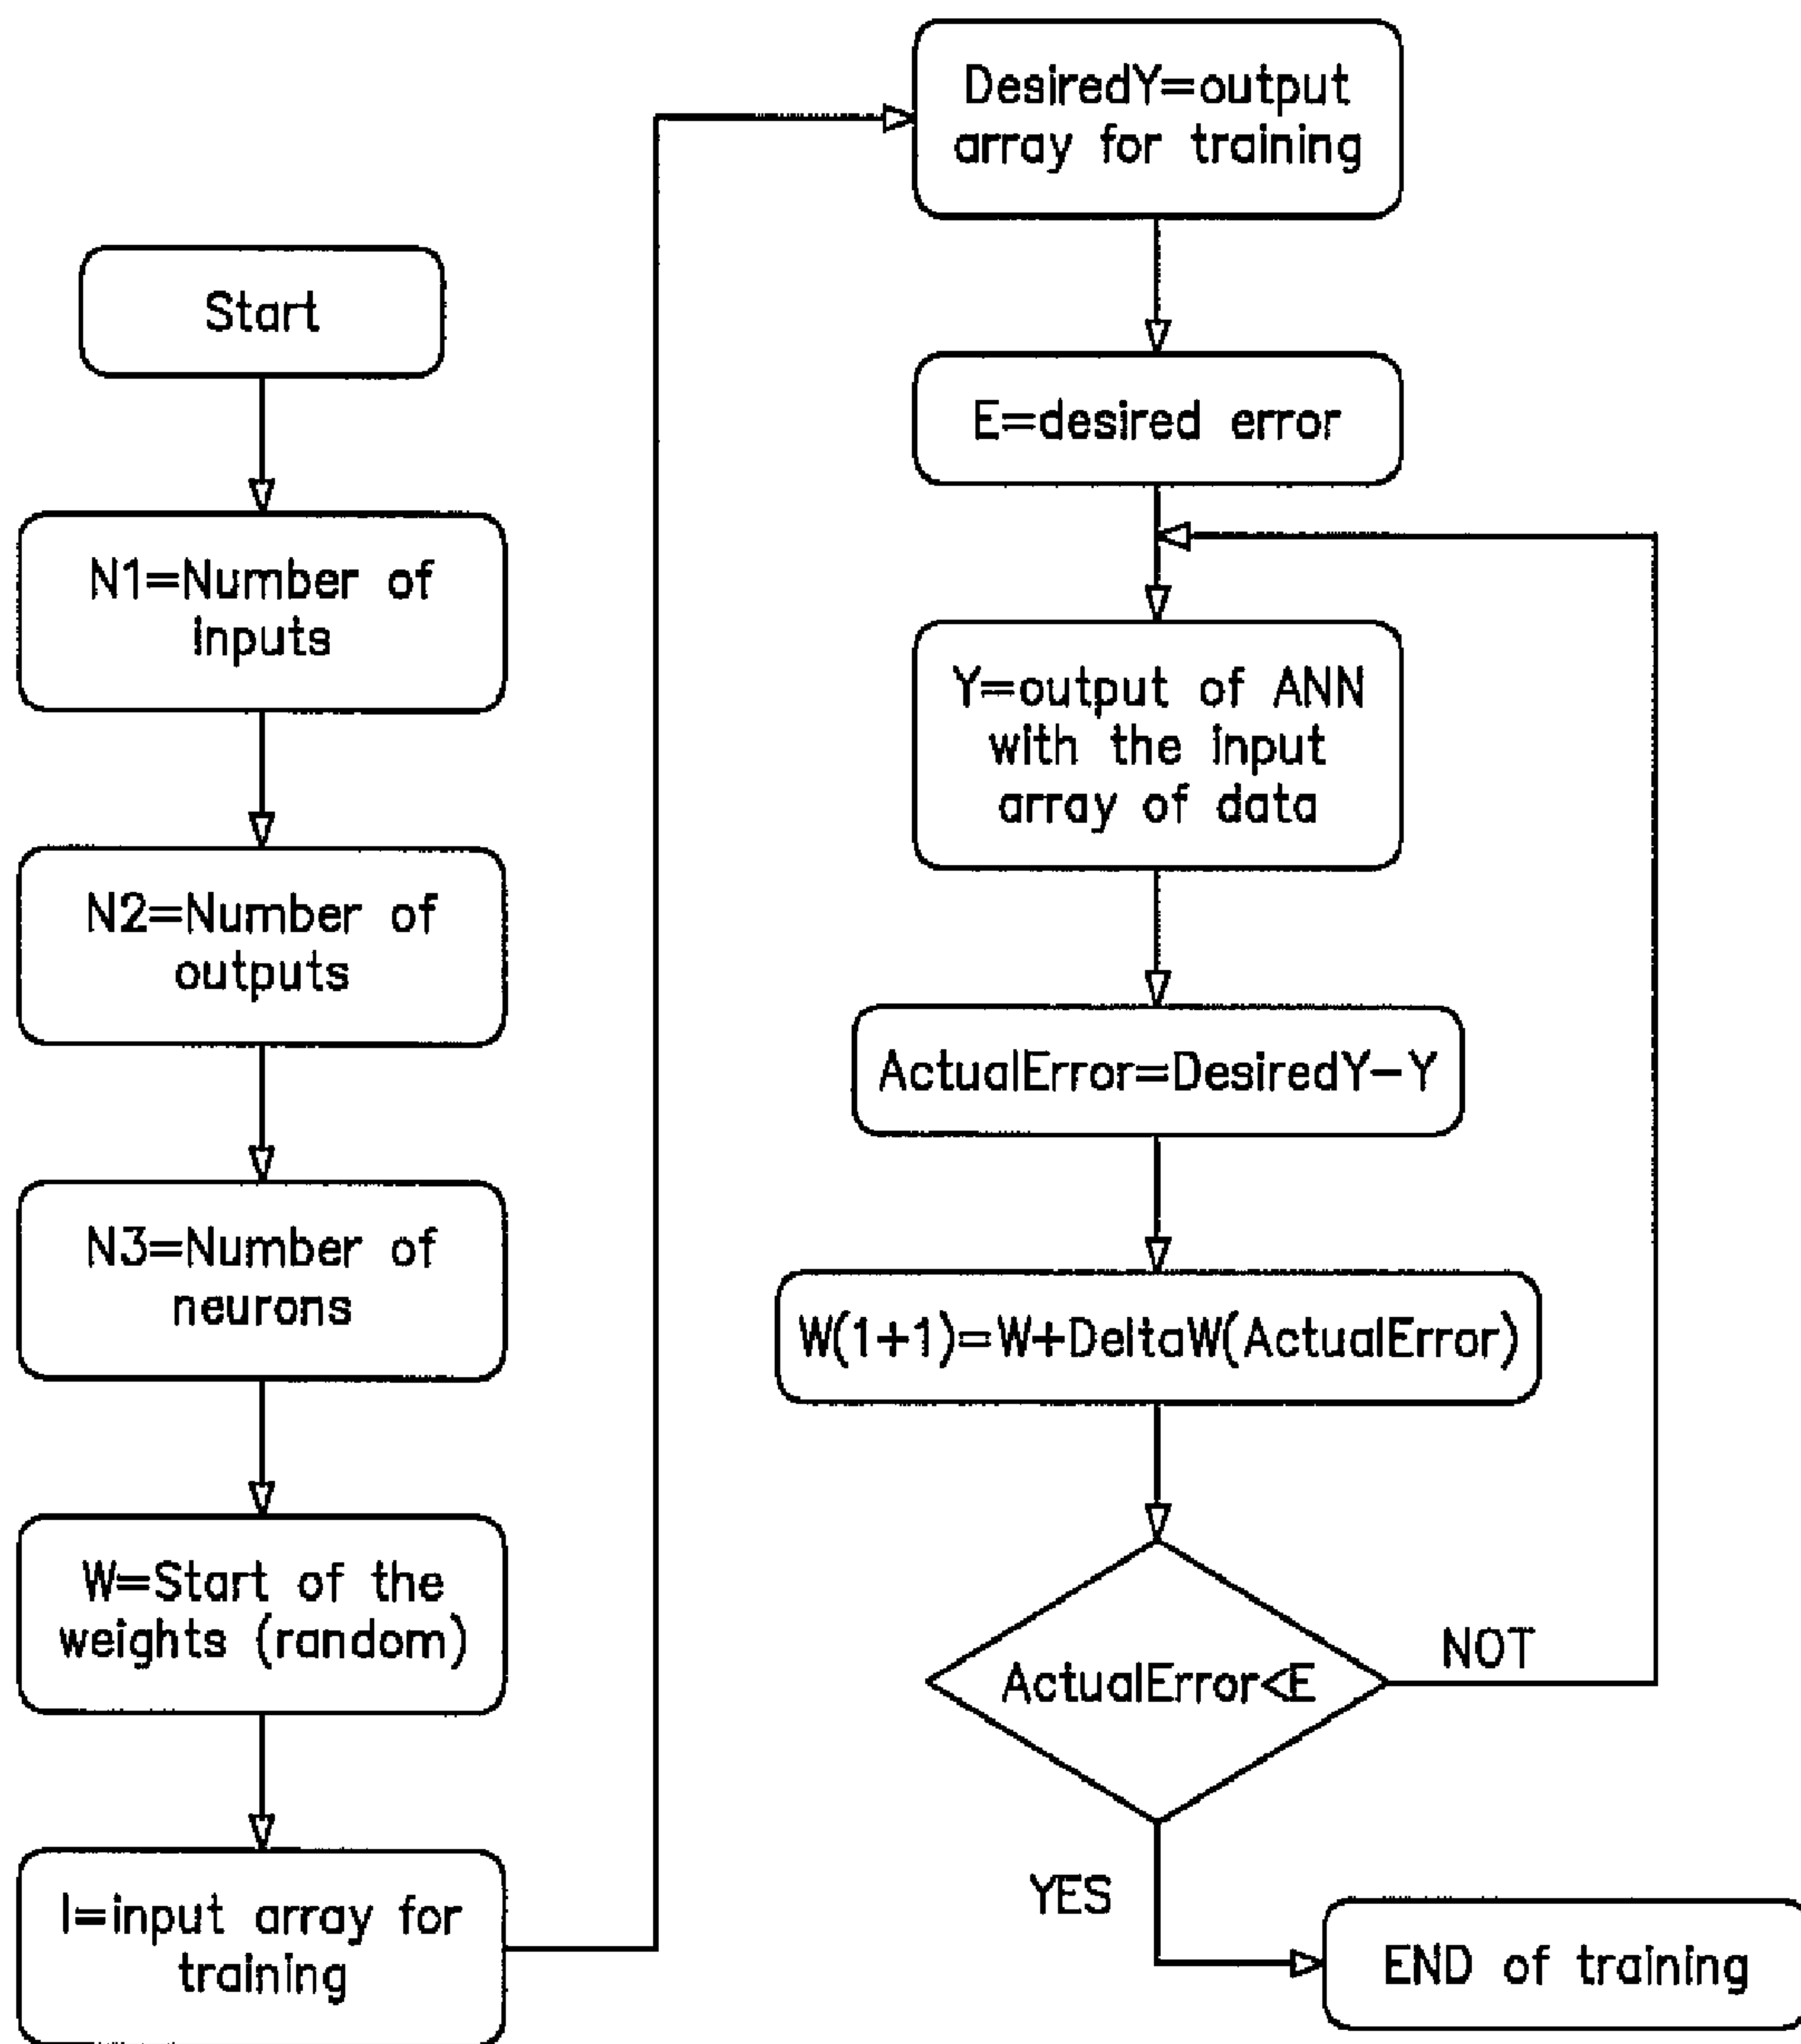 Start
N1=Number of
Inputs
N2=Number of
outputs
N3=Number of
neurons
W=Start of the
weights (random)
I=input array for
training
DesiredY=output
array for training
E=desired error
Y=output of ANN
with the input
array of data
ActualError=DesiredY-Y
W(1+1)=W+DeltaW(ActualError)
ActualError<E
NOT
YES
END of training